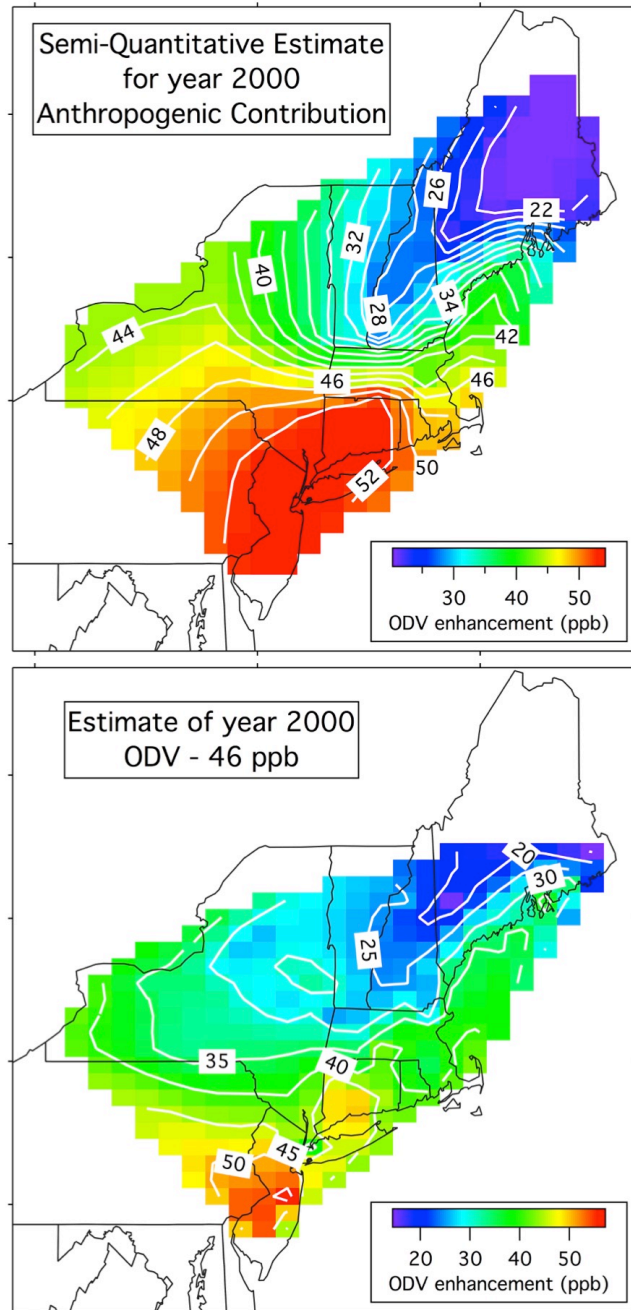 Semi-Quantitative Estimate
for year 2000
Anthropogenic Contribution
26
22
32
40
34
28
44
42
46
46
48
50
52
30 40 50
ODV enhancement (ppb)
Estimate of year 2000
ODV - 46 ppb
20
30
25
35
40
45
50
20 30 40 50
ODV enhancement (ppb)